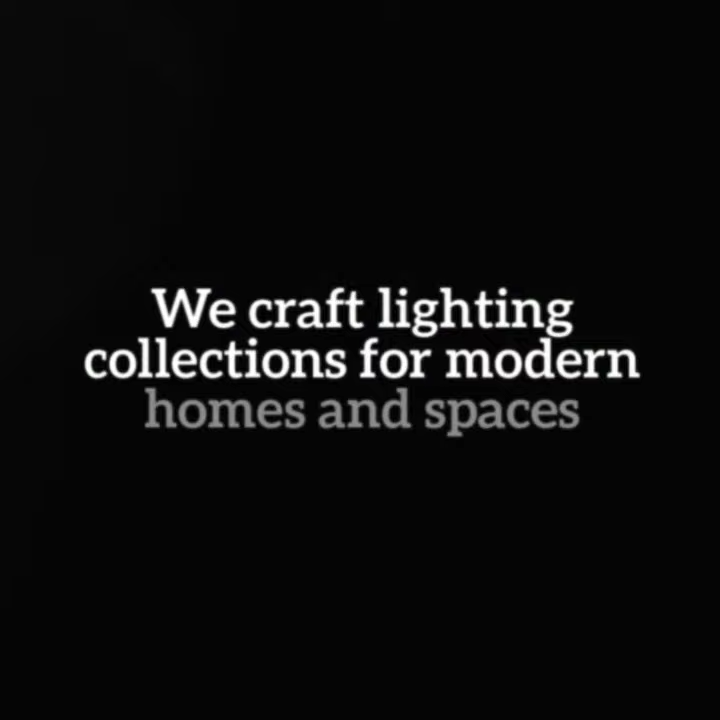 We craft lighting
collections for modern
homes and spaces